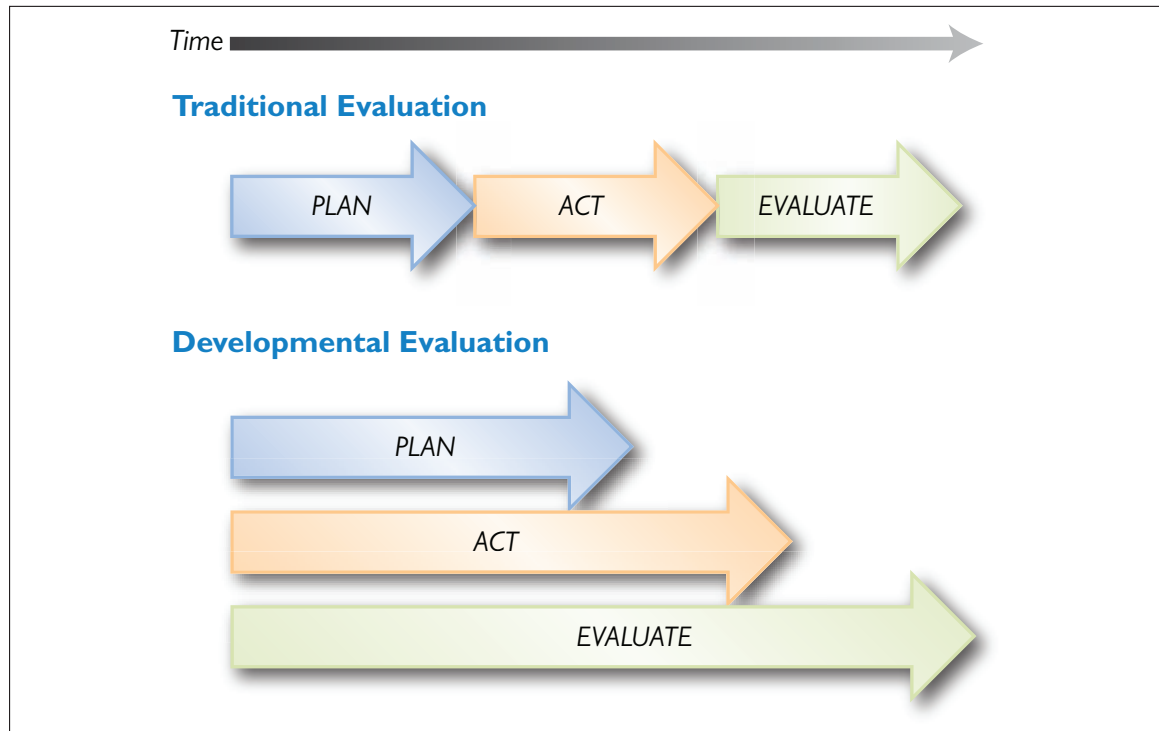 Time
Traditional Evaluation
PLAN ACT EVALUATE
Developmental Evaluation
PLAN
ACT
EVALUATE